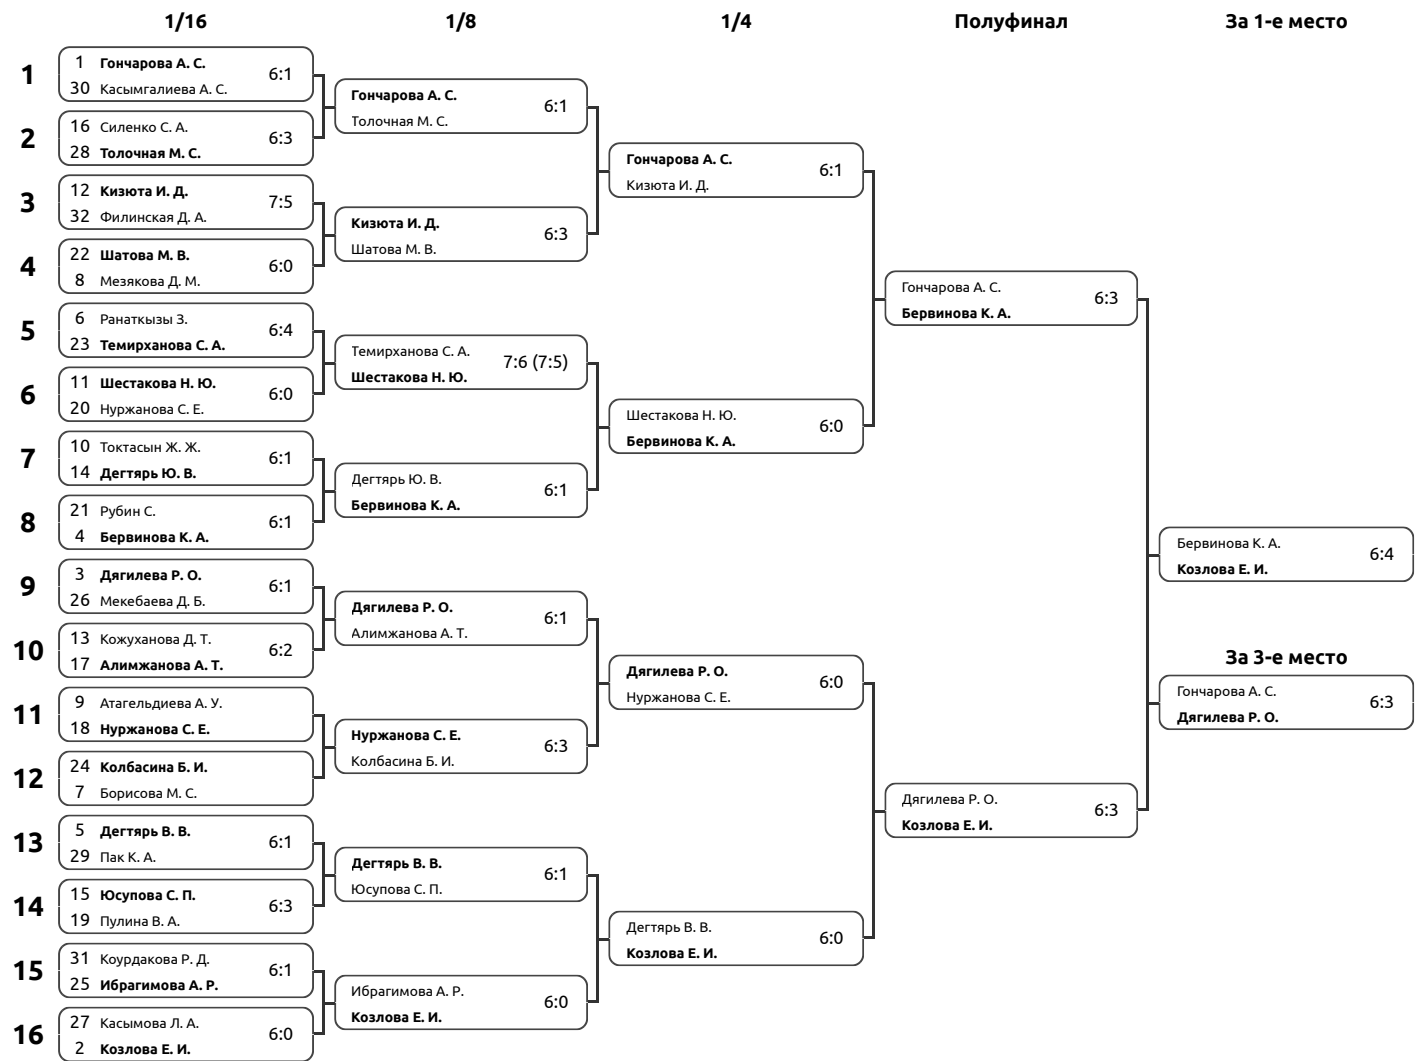 1/16
1/8
1/4
Полуфинал
За 1-е место
1
1 Гончарова А. С.
30 Касымгалиева А. С.
6:1
2
16 Силенко С. А.
28 Толочная М. С.
6:3
3
12 Кизюта И. Д.
32 Филинская Д. А.
7:5
4
22 Шатова М. В.
8 Мезякова Д. М.
6:0
5
6 Ранаткызы З.
23 Темирханова С. А.
6:4
6
11 Шестакова Н. Ю.
20 Нуржанова С. Е.
6:0
7
10 Токтасын Ж. Ж.
14 Дегтярь Ю. В.
6:1
8
21 Рубин С.
4 Бервинова К. А.
6:1
9
3 Дягилева Р. О.
26 Мекебаева Д. Б.
6:1
10
13 Кожуханова Д. Т.
17 Алимжанова А. Т.
6:2
11
9 Атагельдиева А. У.
18 Нуржанова С. Е.
12
24 Колбасина Б. И.
7 Борисова М. С.
13
5 Дегтярь В. В.
29 Пак К. А.
6:1
14
15 Юсупова С. П.
19 Пулина В. А.
6:3
15
31 Коурдакова Р. Д.
25 Ибрагимова А. Р.
6:1
16
27 Касымова Л. А.
2 Козлова Е. И.
6:0
Гончарова А. С.
Толочная М. С.
6:1
Кизюта И. Д.
Шатова М. В.
6:3
Темирханова С. А.
Шестакова Н. Ю.
7:6 (7:5)
Дегтярь Ю. В.
Бервинова К. А.
6:1
Дягилева Р. О.
Алимжанова А. Т.
6:1
Нуржанова С. Е.
Колбасина Б. И.
6:3
Дегтярь В. В.
Юсупова С. П.
6:1
Ибрагимова А. Р.
Козлова Е. И.
6:0
Гончарова А. С.
Кизюта И. Д.
6:1
Шестакова Н. Ю.
Бервинова К. А.
6:0
Дягилева Р. О.
Нуржанова С. Е.
6:0
Дегтярь В. В.
Козлова Е. И.
6:0
Гончарова А. С.
Бервинова К. А.
6:3
Дягилева Р. О.
Козлова Е. И.
6:3
Бервинова К. А.
Козлова Е. И.
6:4
За 3-е место
Гончарова А. С.
Дягилева Р. О.
6:3